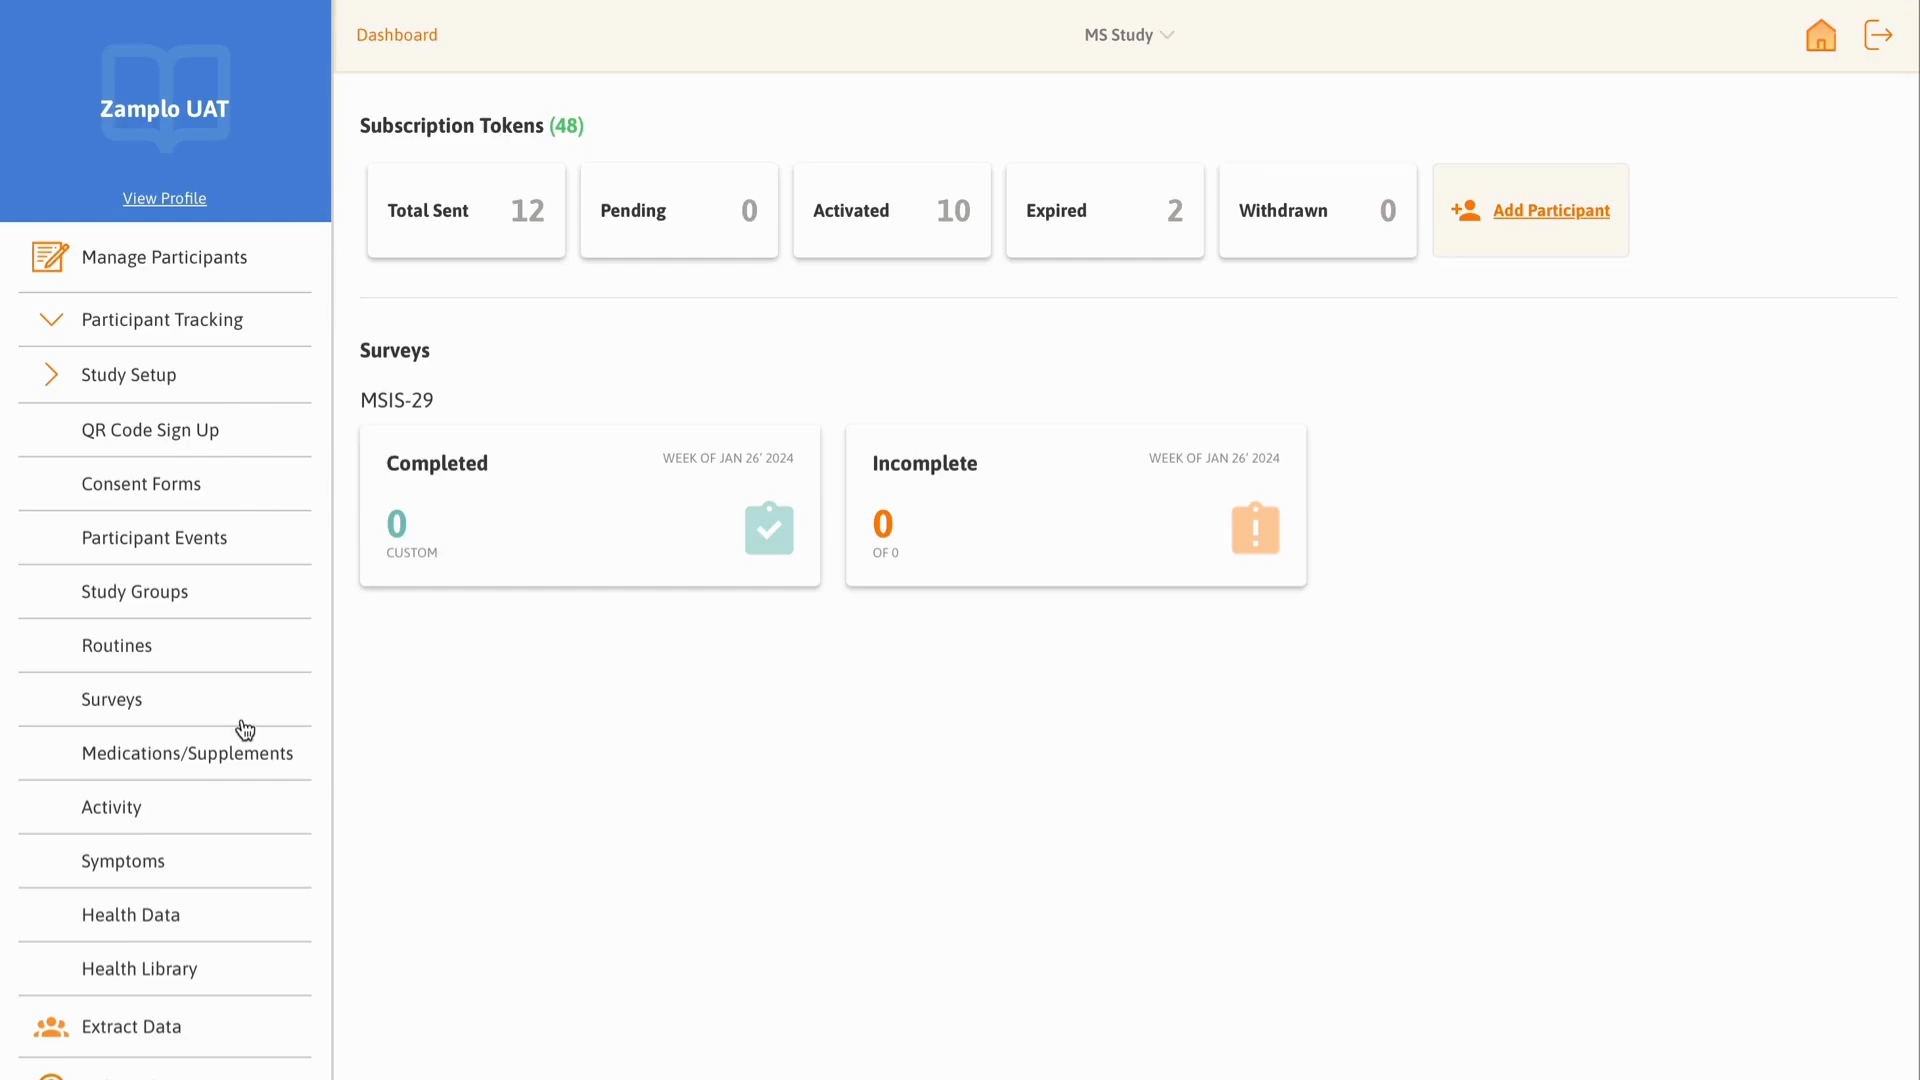 Dashboard
MS Study
Zamplo UAT
View Profile
Manage Participants
Participant Tracking
Study Setup
QR Code Sign Up
Consent Forms
Participant Events
Study Groups
Routines
Surveys
Medications/Supplements
Activity
Symptoms
Health Data
Health Library
Extract Data
Subscription Tokens (48)
Total Sent 12
Pending 0
Activated 10
Expired 2
Withdrawn 0
Add Participant
Surveys
MSIS-29
Completed WEEK OF JAN 26’ 2024
0
CUSTOM
Incomplete WEEK OF JAN 26’ 2024
0
OF 0